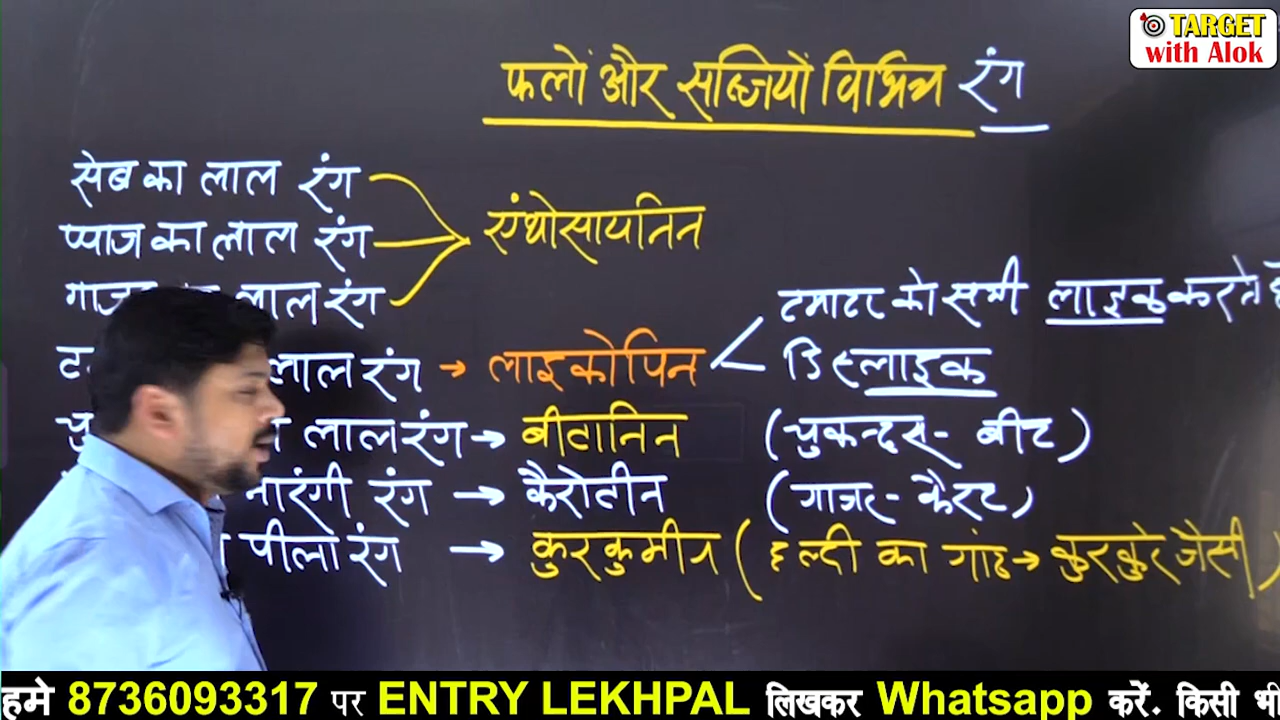 TARGET
with Alok
फलों और सब्जियों विभिन्न रंग
सेब का लाल रंग
प्याज का लाल रंग
एंथोसायनिन
लाल रंग
टमाटर को सभी लाइक करते
लाल रंग → लाइकोपिन
डिस्लाइक
लाल रंग → बीटानिन (चुकन्दर - बीट)
नारंगी रंग → कैरोटीन (गाजर - कैरट)
पीला रंग → कुरकुमीन (हल्दी का गांठ → कुरकुरे जैसी)
हमे 8736093317 पर ENTRY LEKHPAL लिखकर Whatsapp करें. किसी भी